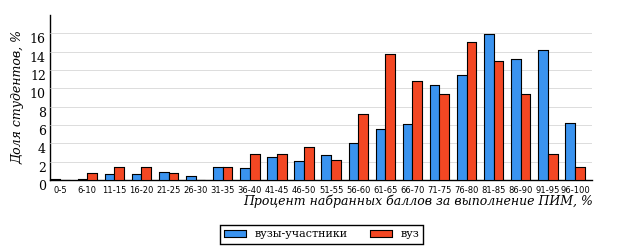 Доля студентов, %
16
14
12
10
8
6
4
2
0
0-5 6-10 11-15 16-20 21-25 26-30 31-35 36-40 41-45 46-50 51-55 56-60 61-65 66-70 71-75 76-80 81-85 86-90 91-95 96-100
Процент набранных баллов за выполнение ПИМ, %
вузы-участники вуз